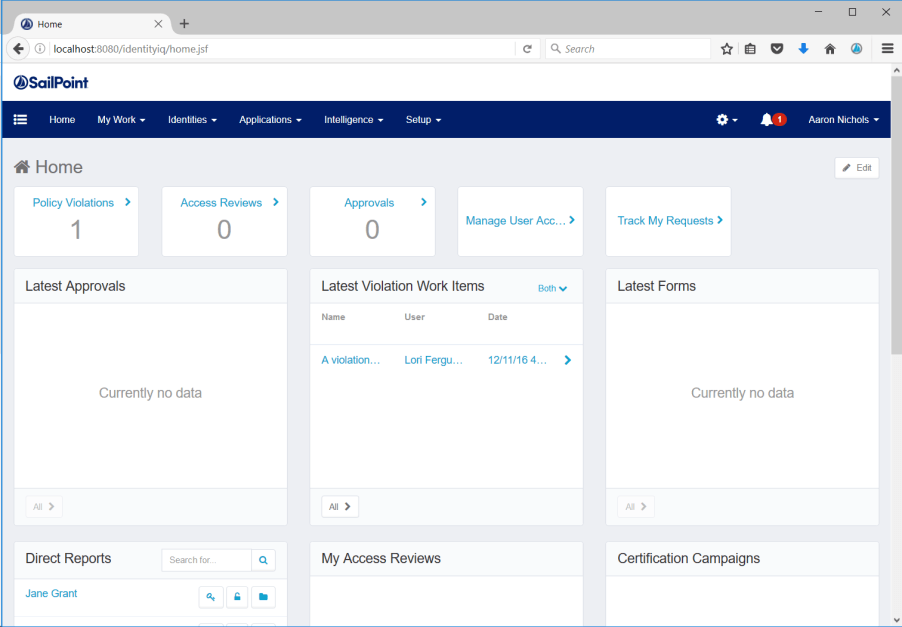 Home
localhost:8080/identityiq/home.jsf
Search
SailPoint
Home My Work Identities Applications Intelligence Setup 1 Aaron Nichols
Home
Edit
Policy Violations
1
Access Reviews
0
Approvals
0
Manage User Acc...
Track My Requests
Latest Approvals
Currently no data
All
Latest Violation Work Items
Both
Name User Date
A violation... Lori Fergu... 12/11/16 4...
All
Latest Forms
Currently no data
All
Direct Reports
Search for...
Jane Grant
My Access Reviews
Certification Campaigns